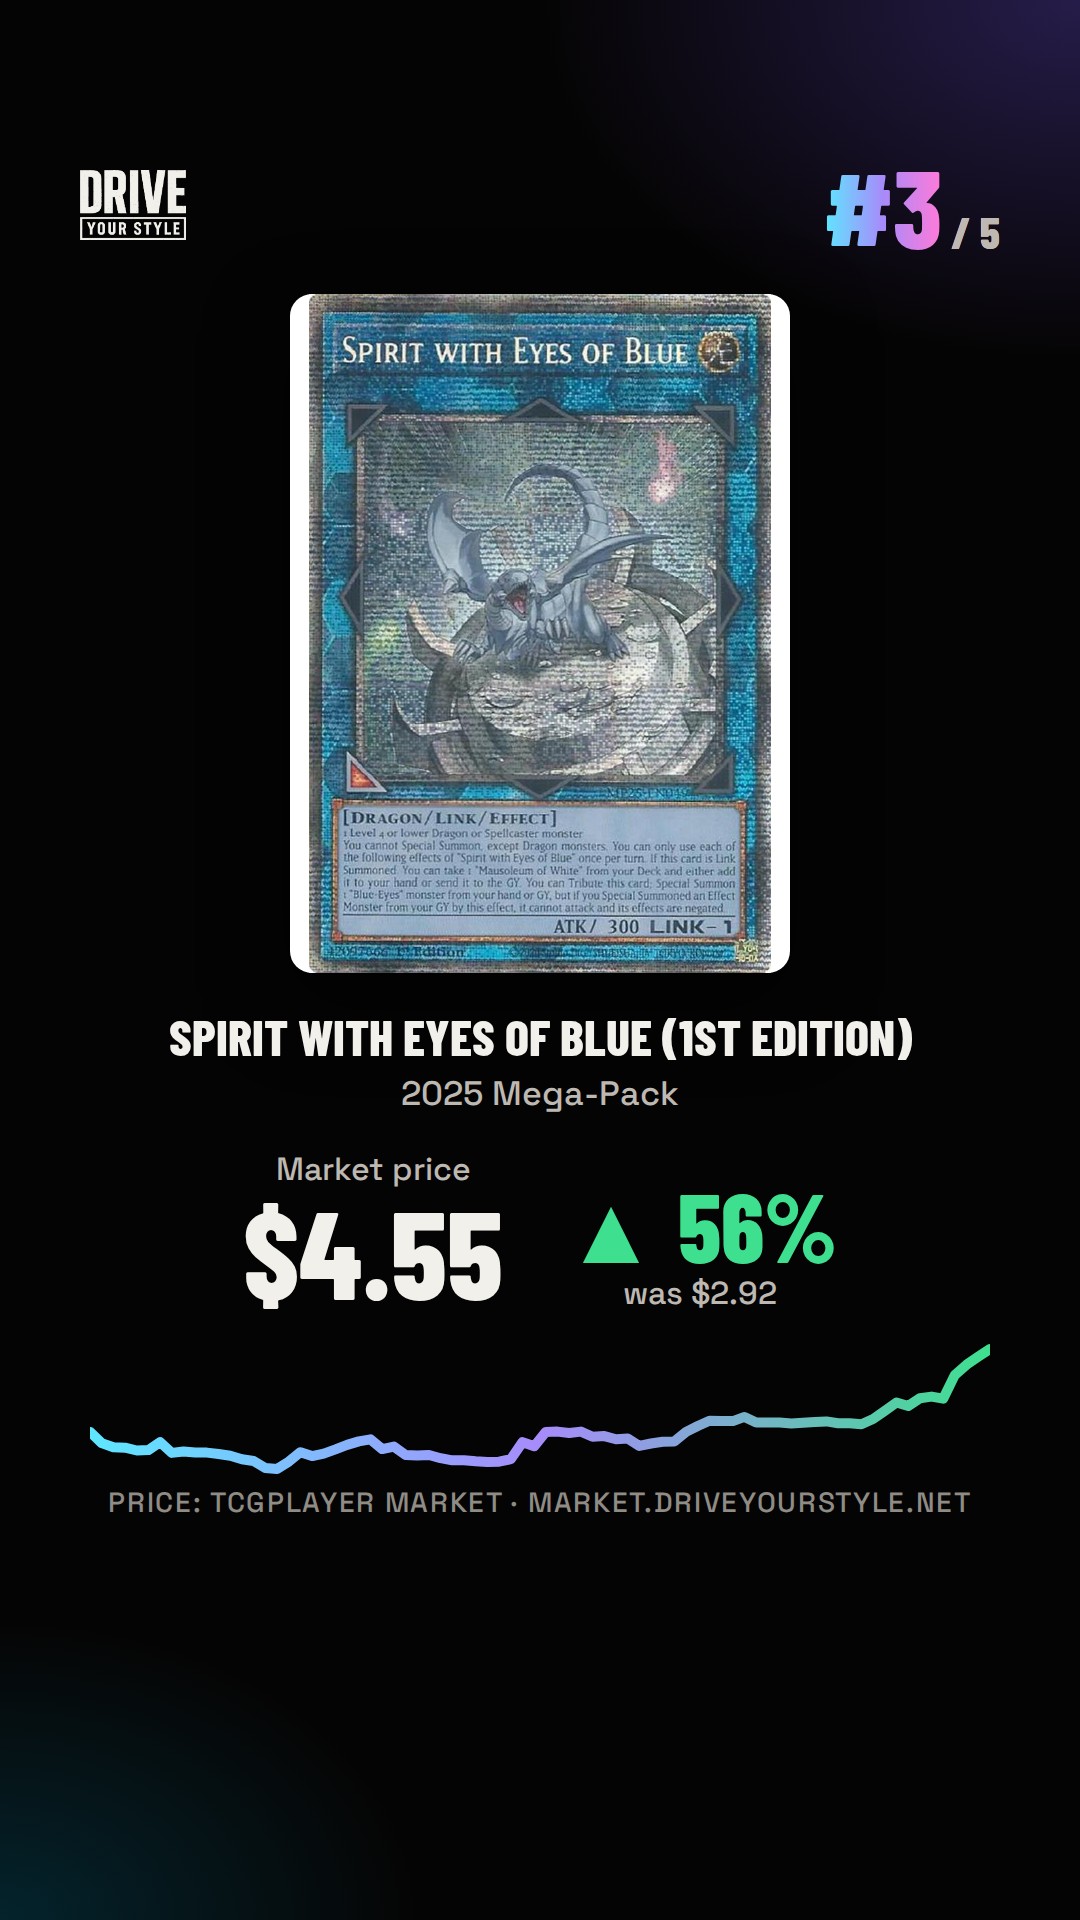 DRIVE
YOUR STYLE
#3 / 5
SPIRIT WITH EYES OF BLUE
[DRAGON/LINK/EFFECT]
1 Level 4 or lower Dragon or Spellcaster monster
You cannot Special Summon, except Dragon monsters. You can only use each of
the following effects of "Spirit with Eyes of Blue" once per turn. If this card is Link
Summoned: You can take 1 "Mausoleum of White" from your Deck and either add
it to your hand or send it to the GY. You can Tribute this card; Special Summon
1 "Blue-Eyes" monster from your hand or GY, but if you Special Summoned an Effect
Monster from your GY by this effect, it cannot attack and its effects are negated.
ATK/ 300 LINK-1
1st Edition
SPIRIT WITH EYES OF BLUE (1ST EDITION)
2025 Mega-Pack
Market price
$4.55
▲ 56%
was $2.92
PRICE: TCGPLAYER MARKET · MARKET.DRIVEYOURSTYLE.NET